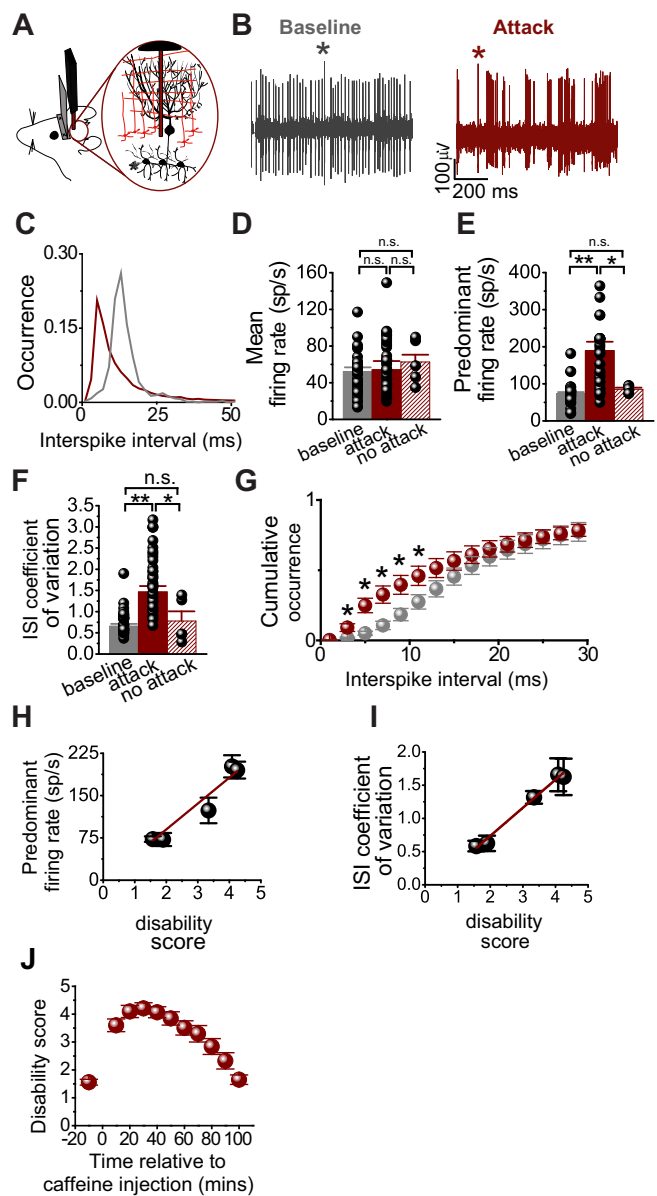 A
B
Baseline
Attack
*
*
100 μV
200 ms
C
0.30
0.15
0.00
0
25
50
Occurrence
Interspike interval (ms)
D
n.s.
n.s.
n.s.
160
120
80
40
0
Mean
firing rate (sp/s)
baseline
attack
no attack
E
n.s.
**
*
400
300
200
100
0
Predominant
firing rate (sp/s)
baseline
attack
no attack
F
n.s.
**
*
3.5
3.0
2.5
2.0
1.5
1.0
0.5
0.0
ISI coefficient
of variation
baseline
attack
no attack
G
1
0
Cumulative
occurrence
* * * * *
0
10
20
30
Interspike interval (ms)
H
225
150
75
0
Predominant
firing rate (sp/s)
0 1 2 3 4 5
disability
score
I
2.0
1.5
1.0
0.5
0.0
ISI coefficient
of variation
0 1 2 3 4 5
disability
score
J
5
4
3
2
1
0
Disability score
-20 0 20 40 60 80 100
Time relative to
caffeine injection (mins)